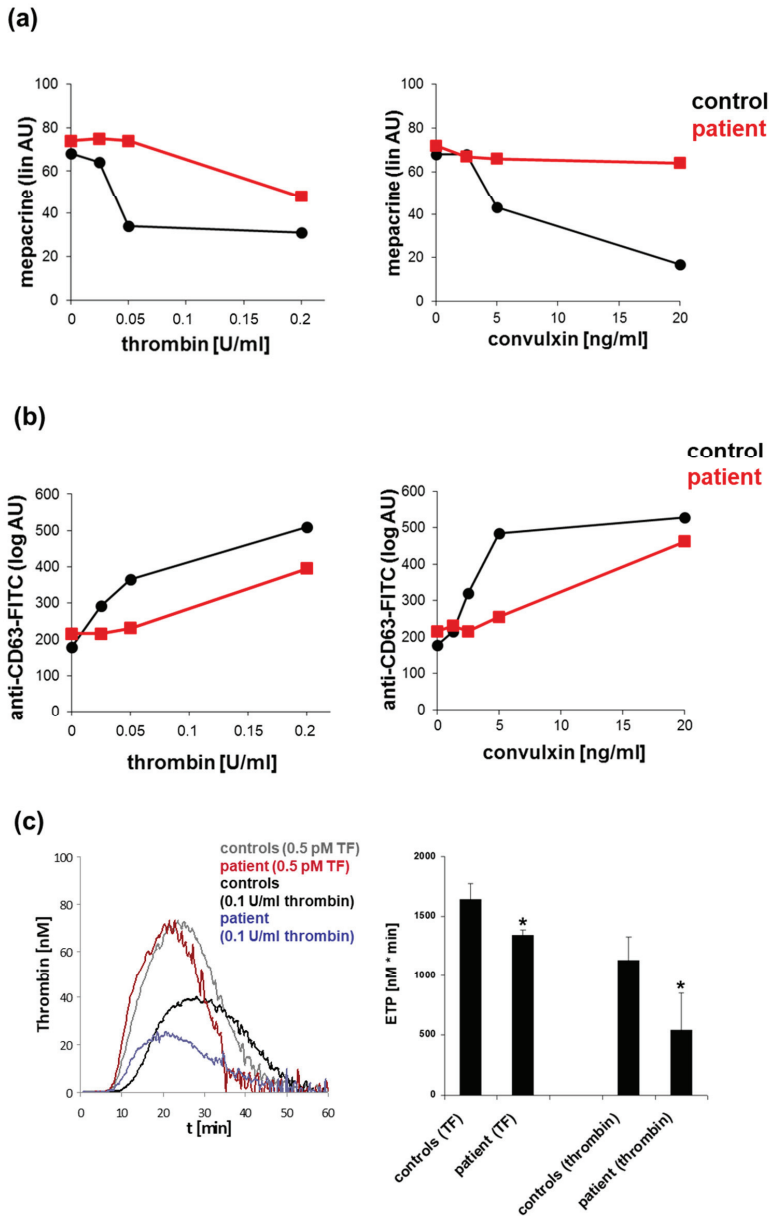 (a)
100
80
60
40
20
0
mepacrine (lin AU)
0 0.05 0.1 0.15 0.2
thrombin [U/ml]
100
80
60
40
20
0
mepacrine (lin AU)
0 5 10 15 20
convulxin [ng/ml]
control
patient
(b)
600
500
400
300
200
100
0
anti-CD63-FITC (log AU)
0 0.05 0.1 0.15 0.2
thrombin [U/ml]
600
500
400
300
200
100
0
anti-CD63-FITC (log AU)
0 5 10 15 20
convulxin [ng/ml]
control
patient
(c)
controls (0.5 pM TF)
patient (0.5 pM TF)
controls
(0.1 U/ml thrombin)
patient
(0.1 U/ml thrombin)
100
80
60
40
20
0
Thrombin [nM]
0 10 20 30 40 50 60
t [min]
2000
1500
1000
500
0
ETP [nM * min]
*
*
controls (TF)
patient (TF)
controls (thrombin)
patient (thrombin)